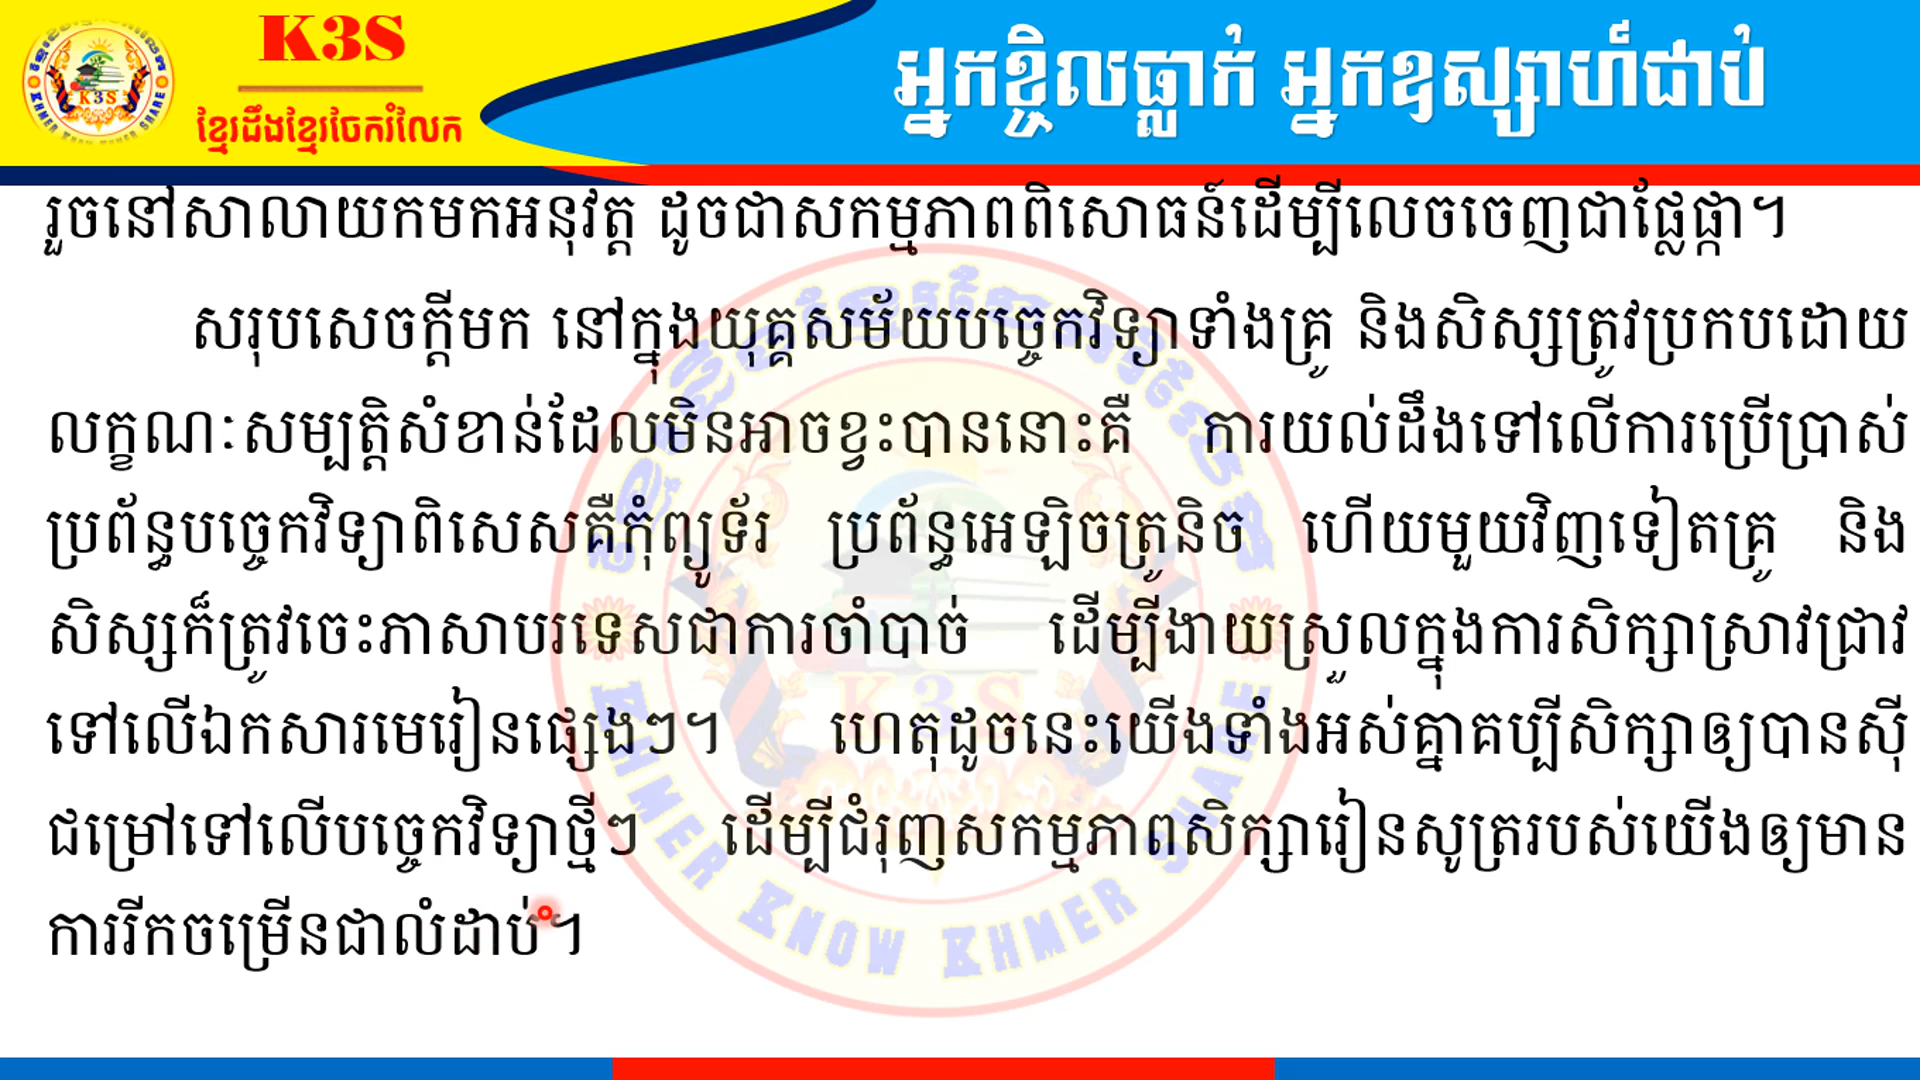 K3S
ខ្មែរដឹងខ្មែរចែករំលែក
អ្នកខ្ចិលធ្លាក់ អ្នកឧស្សាហ៍ជាប់
រួចនៅសាលាយកមកអនុវត្ត ដូចជាសកម្មភាពពិសោធន៍ដើម្បីលេចចេញជាផ្លែផ្កា។
សរុបសេចក្តីមក នៅក្នុងយុគ្គសម័យបច្ចេកវិទ្យាទាំងគ្រូ និងសិស្សត្រូវប្រកបដោយ
លក្ខណៈសម្បត្តិសំខាន់ដែលមិនអាចខ្វះបាននោះគឺ ការយល់ដឹងទៅលើការប្រើប្រាស់
ប្រព័ន្ធបច្ចេកវិទ្យាពិសេសគឺកុំព្យូទ័រ ប្រព័ន្ធអេឡិចត្រូនិច ហើយមួយវិញទៀតគ្រូ និង
សិស្សក៏ត្រូវចេះភាសាបរទេសជាការចាំបាច់ ដើម្បីងាយស្រួលក្នុងការសិក្សាស្រាវជ្រាវ
ទៅលើឯកសារមេរៀនផ្សេងៗ។ ហេតុដូចនេះយើងទាំងអស់គ្នាគប្បីសិក្សាឲ្យបានស៊ី
ជម្រៅទៅលើបច្ចេកវិទ្យាថ្មីៗ ដើម្បីជំរុញសកម្មភាពសិក្សារៀនសូត្ររបស់យើងឲ្យមាន
ការរីកចម្រើនជាលំដាប់។
K3S
KHMER KNOW KHMER SHARE